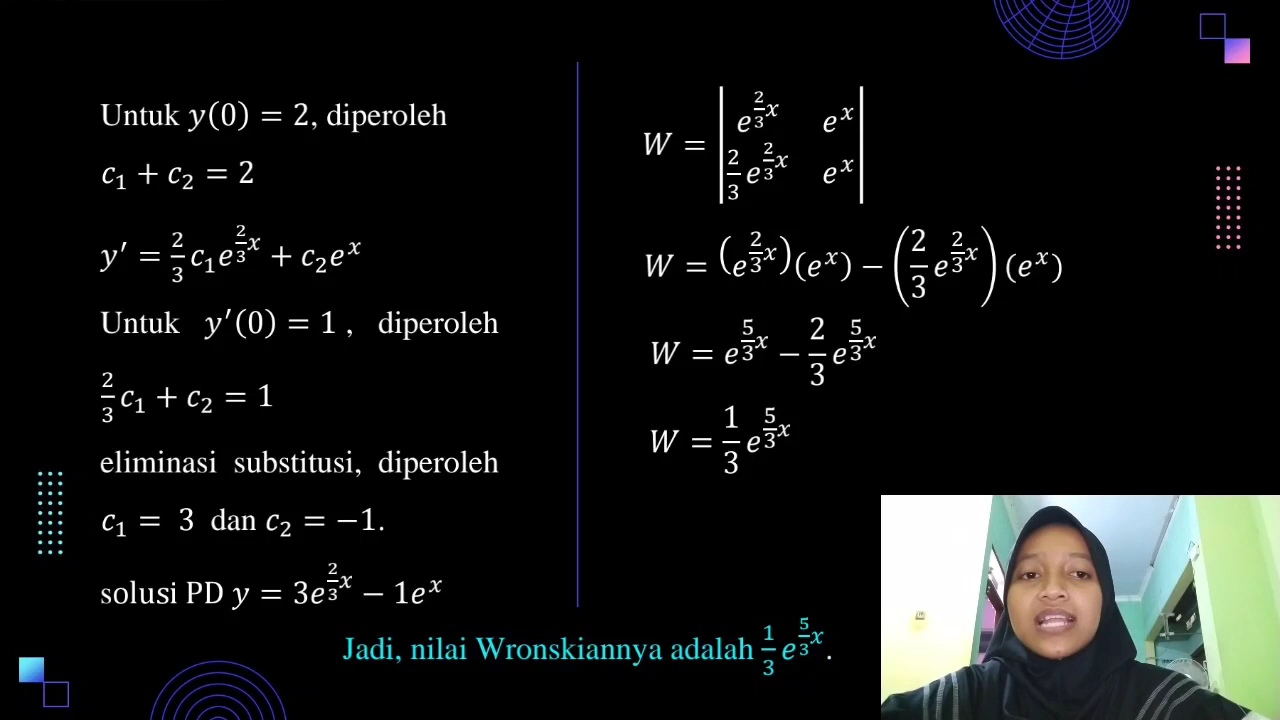 Untuk y(0) = 2, diperoleh
c₁ + c₂ = 2
y′ = 2/3 c₁e^(2/3 x) + c₂e^x
Untuk y′(0) = 1 , diperoleh
2/3 c₁ + c₂ = 1
eliminasi substitusi, diperoleh
c₁ = 3 dan c₂ = −1.
solusi PD y = 3e^(2/3 x) − 1e^x
W = | e^(2/3 x) e^x |
| 2/3 e^(2/3 x) e^x |
W = (e^(2/3 x))(e^x) − (2/3 e^(2/3 x))(e^x)
W = e^(5/3 x) − 2/3 e^(5/3 x)
W = 1/3 e^(5/3 x)
Jadi, nilai Wronskiannya adalah 1/3 e^(5/3 x).